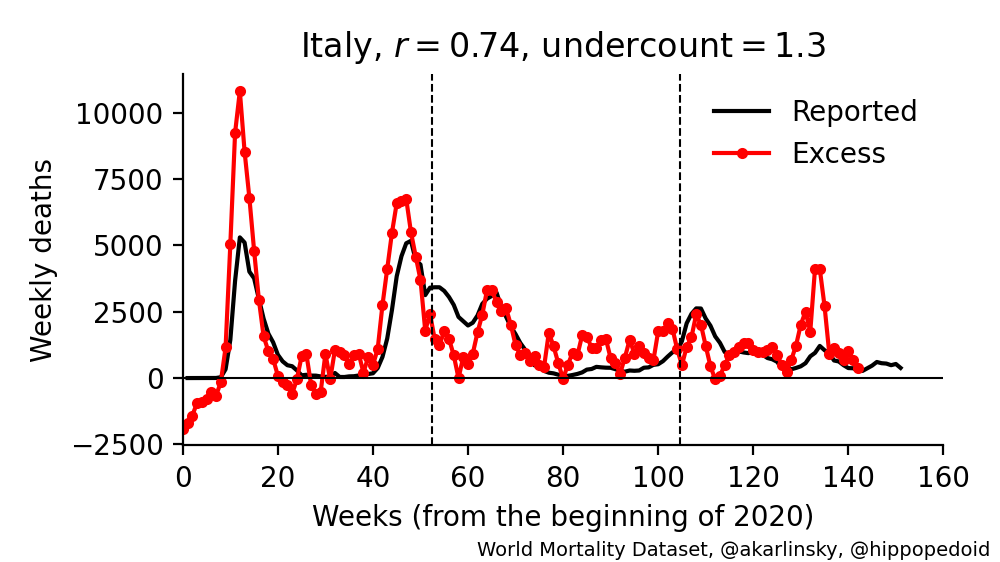 Italy, r = 0.74, undercount = 1.3
Weekly deaths
10000
7500
5000
2500
0
−2500
Reported
Excess
0 20 40 60 80 100 120 140 160
Weeks (from the beginning of 2020)
World Mortality Dataset, @akarlinsky, @hippopedoid